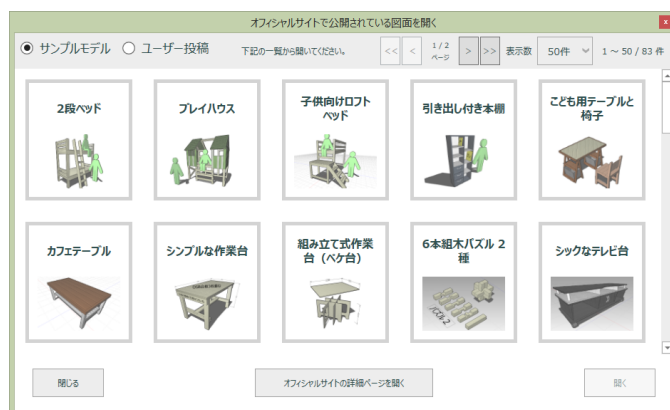 オフィシャルサイトで公開されている図面を開く
x
サンプルモデル ユーザー投稿 下記の一覧から開いてください。 << < 1 / 2 ページ > >> 表示数 50件 1 ~ 50 / 83 件
2段ベッド
プレイハウス
子供向けロフト
ベッド
引き出し付き本棚
こども用テーブルと
椅子
カフェテーブル
シンプルな作業台
組み立て式作業
台(ペケ台)
6本組木パズル 2
種
パズル2
シックなテレビ台
閉じる オフィシャルサイトの詳細ページを開く 開く